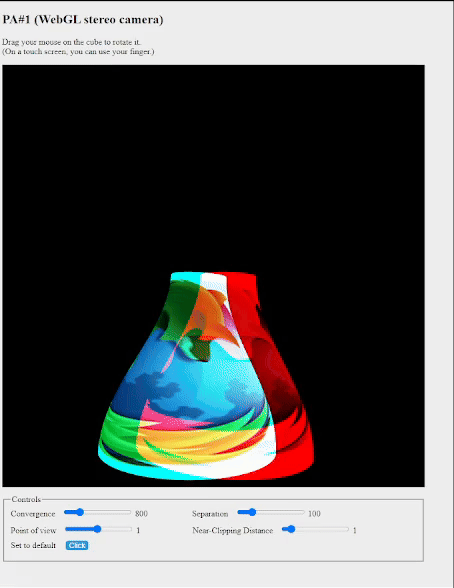 PA#1 (WebGL stereo camera)
Drag your mouse on the cube to rotate it.
(On a touch screen, you can use your finger.)
Controls
Convergence 800 Separation 100
Point of view 1 Near-Clipping Distance 1
Set to default Click